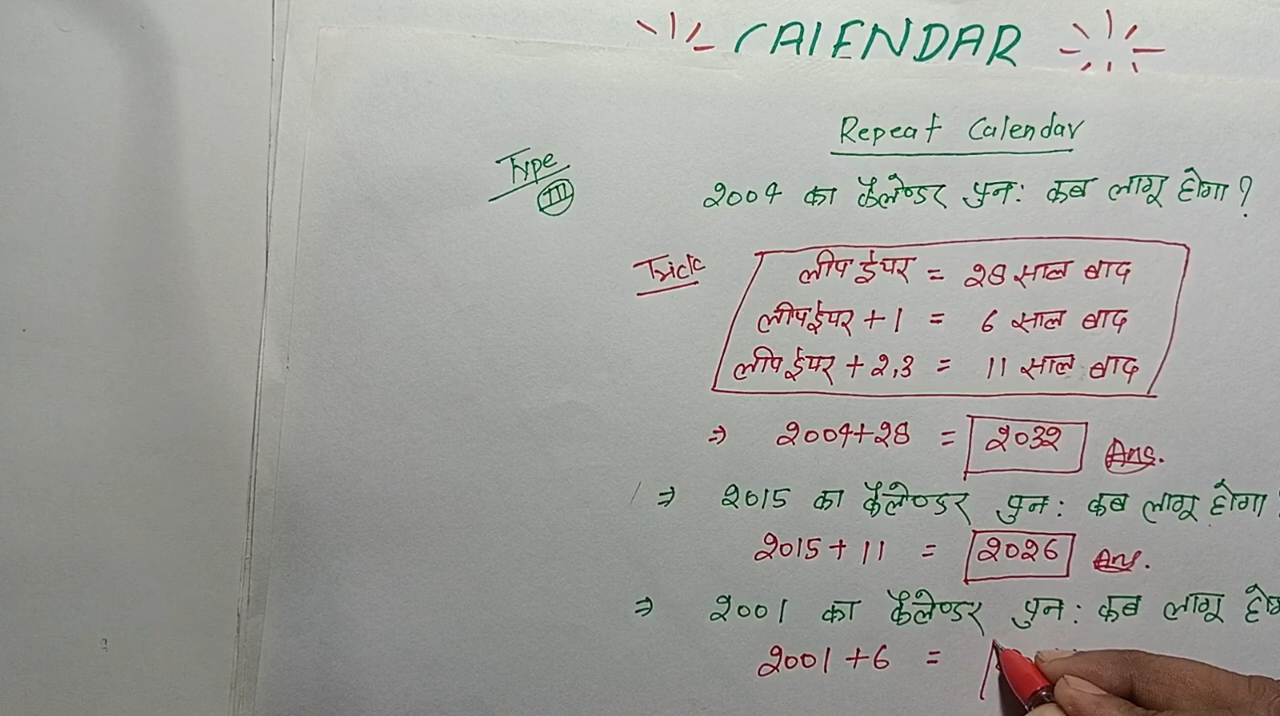 CALENDAR
Repeat Calendar
Type III
2004 का कैलेण्डर पुन: कब लागू होगा?
Trick
लीप ईयर = 28 साल बाद
लीप ईयर + 1 = 6 साल बाद
लीप ईयर + 2,3 = 11 साल बाद
⇒ 2004+28 = 2032 Ans.
⇒ 2015 का कैलेण्डर पुन: कब लागू होगा?
2015 + 11 = 2026 Ans.
⇒ 2001 का कैलेण्डर पुन: कब लागू
2001 + 6 =